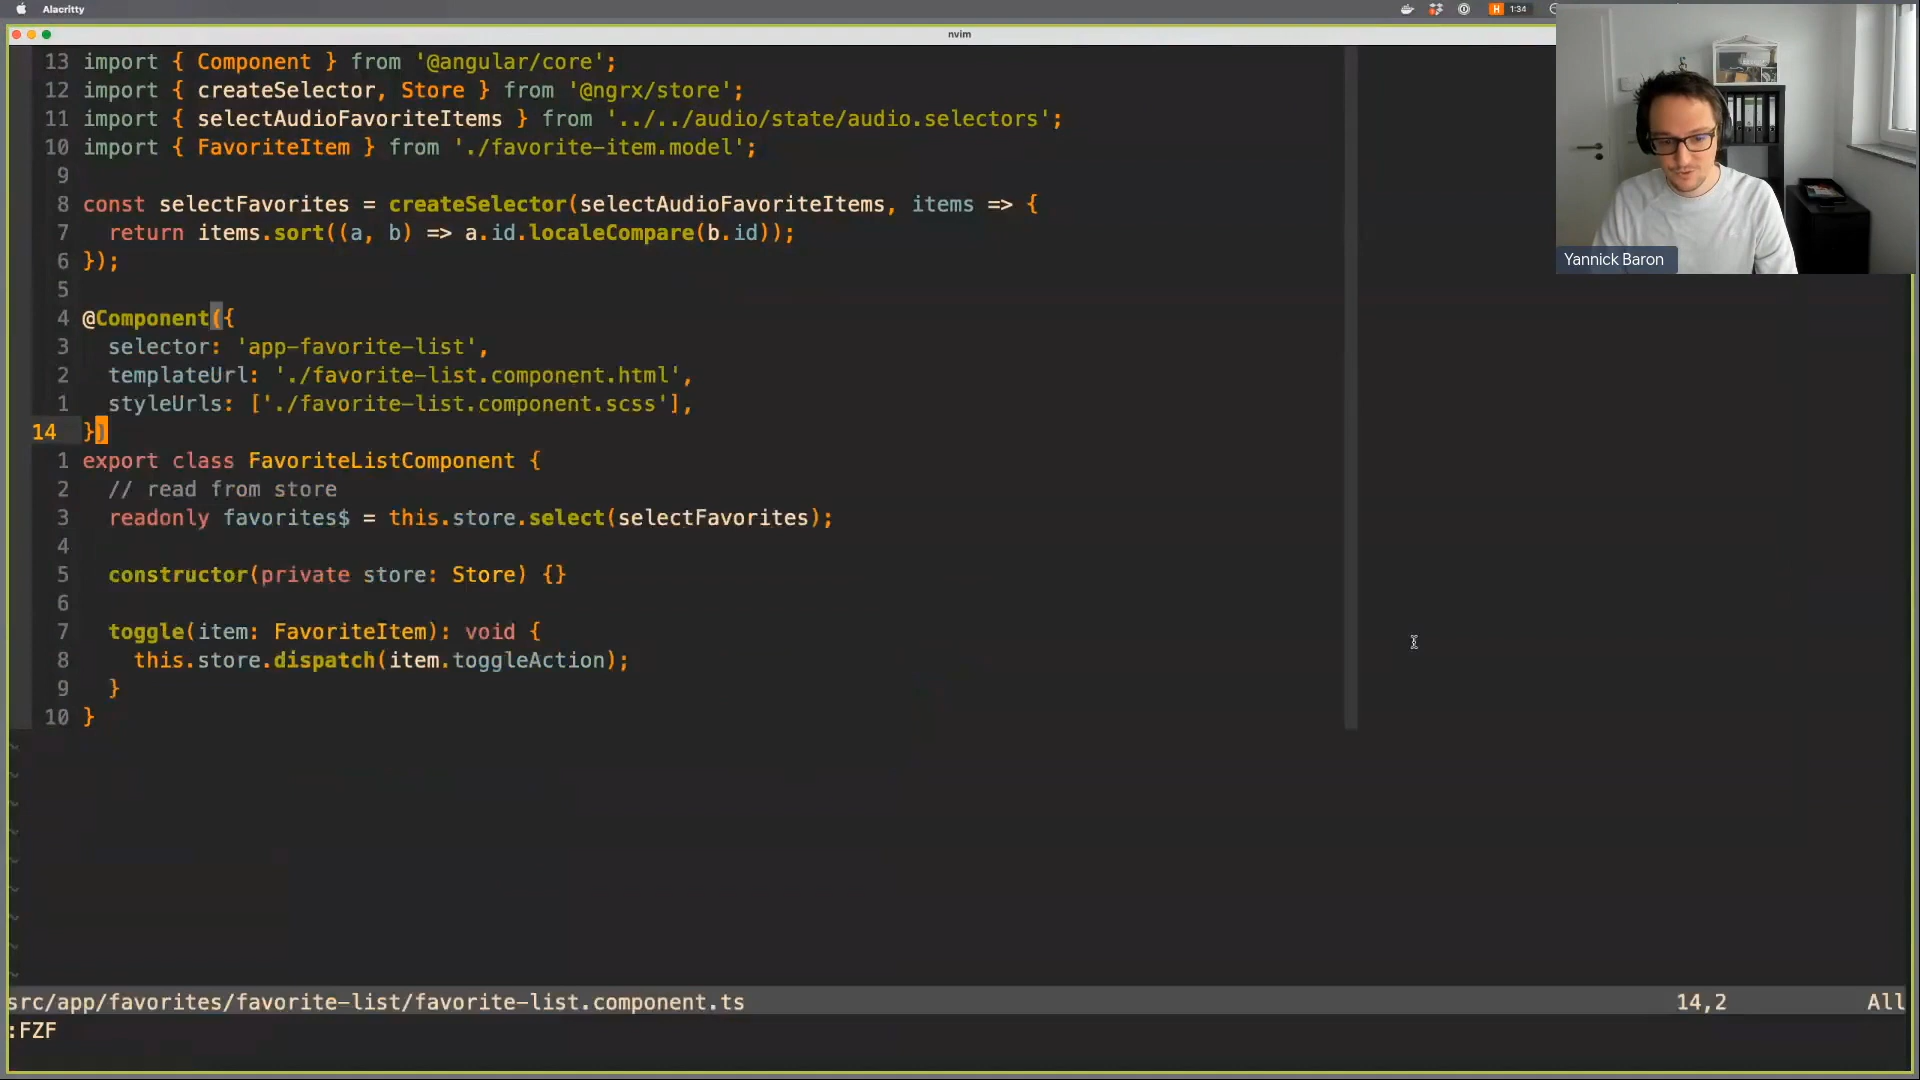 Alacritty
1:34
nvim
13 import { Component } from '@angular/core';
12 import { createSelector, Store } from '@ngrx/store';
11 import { selectAudioFavoriteItems } from '../../audio/state/audio.selectors';
10 import { FavoriteItem } from './favorite-item.model';
9
8 const selectFavorites = createSelector(selectAudioFavoriteItems, items => {
7   return items.sort((a, b) => a.id.localeCompare(b.id));
6 });
5
4 @Component({
3   selector: 'app-favorite-list',
2   templateUrl: './favorite-list.component.html',
1   styleUrls: ['./favorite-list.component.scss'],
14 })
1 export class FavoriteListComponent {
2   // read from store
3   readonly favorites$ = this.store.select(selectFavorites);
4
5   constructor(private store: Store) {}
6
7   toggle(item: FavoriteItem): void {
8     this.store.dispatch(item.toggleAction);
9   }
10 }
~
~
~
~
~
~
~
~
~
src/app/favorites/favorite-list/favorite-list.component.ts 14,2 All
:FZF
Yannick Baron